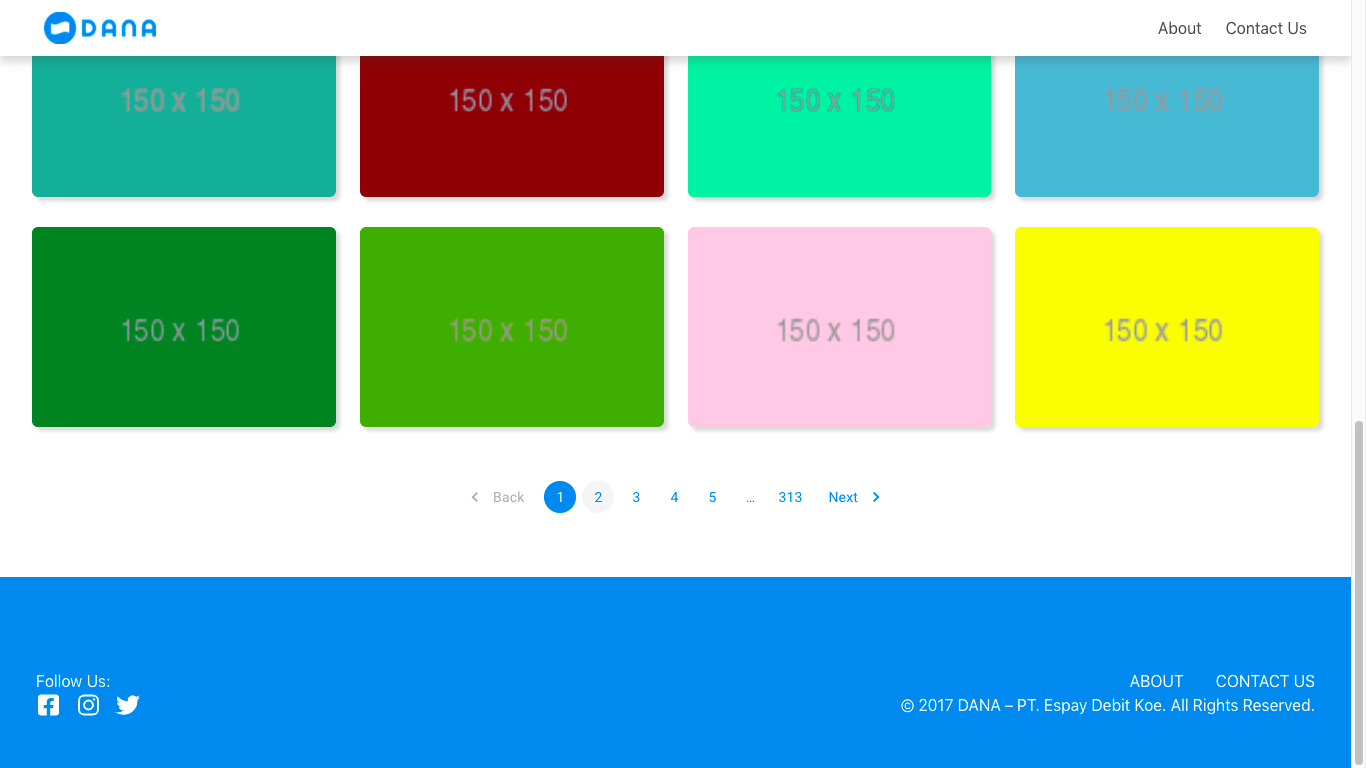 DANA
About Contact Us
150 x 150 150 x 150 150 x 150 150 x 150
150 x 150 150 x 150 150 x 150 150 x 150
Back 1 2 3 4 5 ... 313 Next
Follow Us:
ABOUT CONTACT US
© 2017 DANA – PT. Espay Debit Koe. All Rights Reserved.